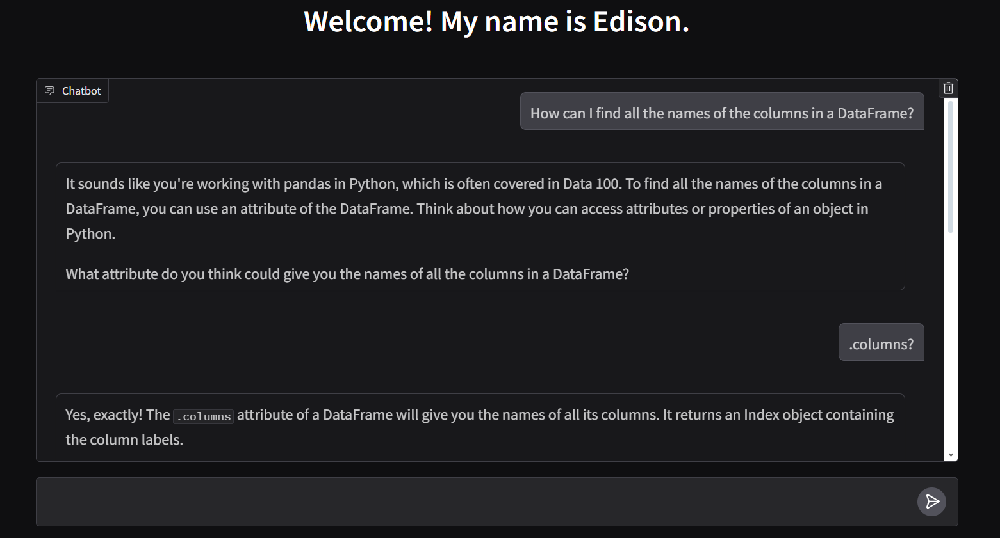 Welcome! My name is Edison.
Chatbot
How can I find all the names of the columns in a DataFrame?
It sounds like you're working with pandas in Python, which is often covered in Data 100. To find all the names of the columns in a
DataFrame, you can use an attribute of the DataFrame. Think about how you can access attributes or properties of an object in
Python.
What attribute do you think could give you the names of all the columns in a DataFrame?
.columns?
Yes, exactly! The .columns attribute of a DataFrame will give you the names of all its columns. It returns an Index object containing
the column labels.